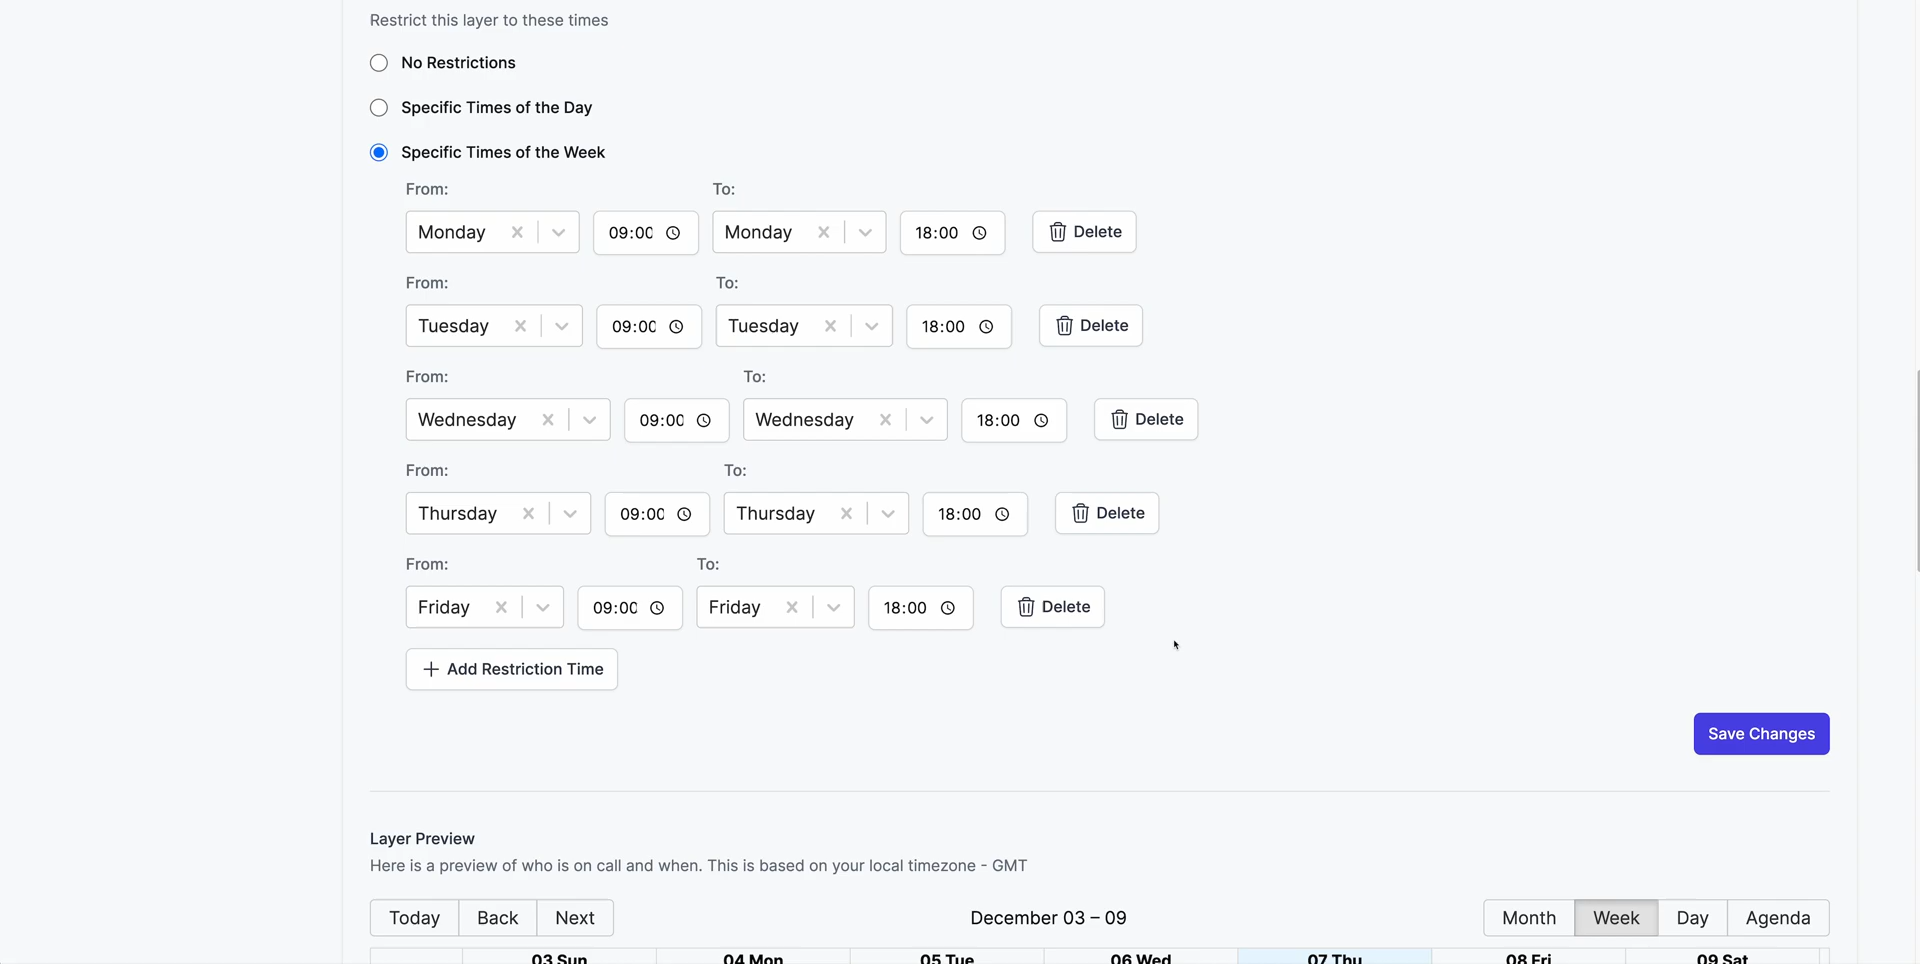 Restrict this layer to these times
No Restrictions
Specific Times of the Day
Specific Times of the Week
From: To:
Monday 09:00 Monday 18:00 Delete
From: To:
Tuesday 09:00 Tuesday 18:00 Delete
From: To:
Wednesday 09:00 Wednesday 18:00 Delete
From: To:
Thursday 09:00 Thursday 18:00 Delete
From: To:
Friday 09:00 Friday 18:00 Delete
Add Restriction Time
Save Changes
Layer Preview
Here is a preview of who is on call and when. This is based on your local timezone - GMT
Today Back Next December 03 – 09 Month Week Day Agenda
03 Sun 04 Mon 05 Tue 06 Wed 07 Thu 08 Fri 09 Sat